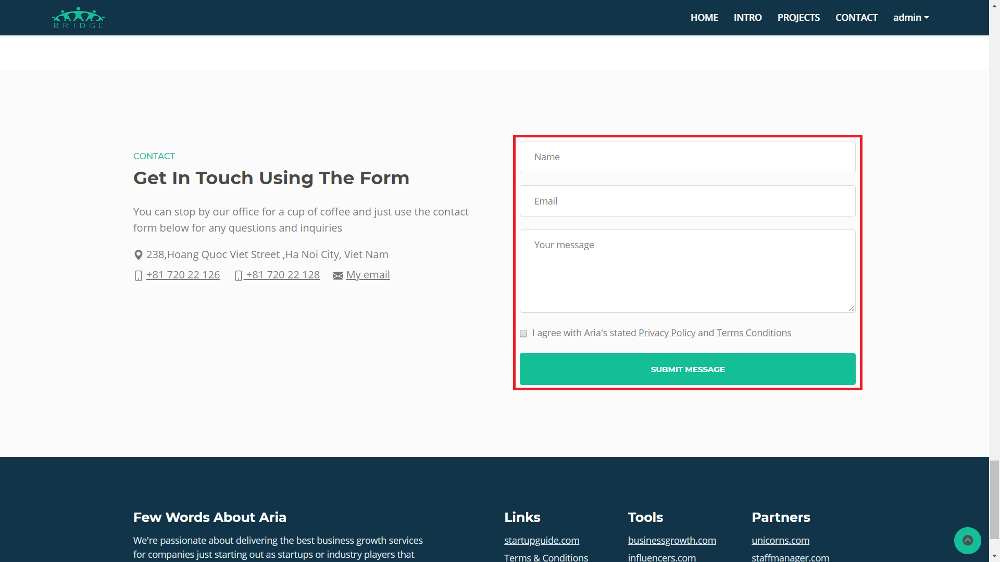 BRIDGE
HOME INTRO PROJECTS CONTACT admin
CONTACT
Get In Touch Using The Form
You can stop by our office for a cup of coffee and just use the contact
form below for any questions and inquiries
238,Hoang Quoc Viet Street ,Ha Noi City, Viet Nam
+81 720 22 126 +81 720 22 128 My email
Name
Email
Your message
I agree with Aria's stated Privacy Policy and Terms Conditions
SUBMIT MESSAGE
Few Words About Aria
We're passionate about delivering the best business growth services
for companies just starting out as startups or industry players that
Links
startupguide.com
Terms & Conditions
Tools
businessgrowth.com
influencers.com
Partners
unicorns.com
staffmanager.com